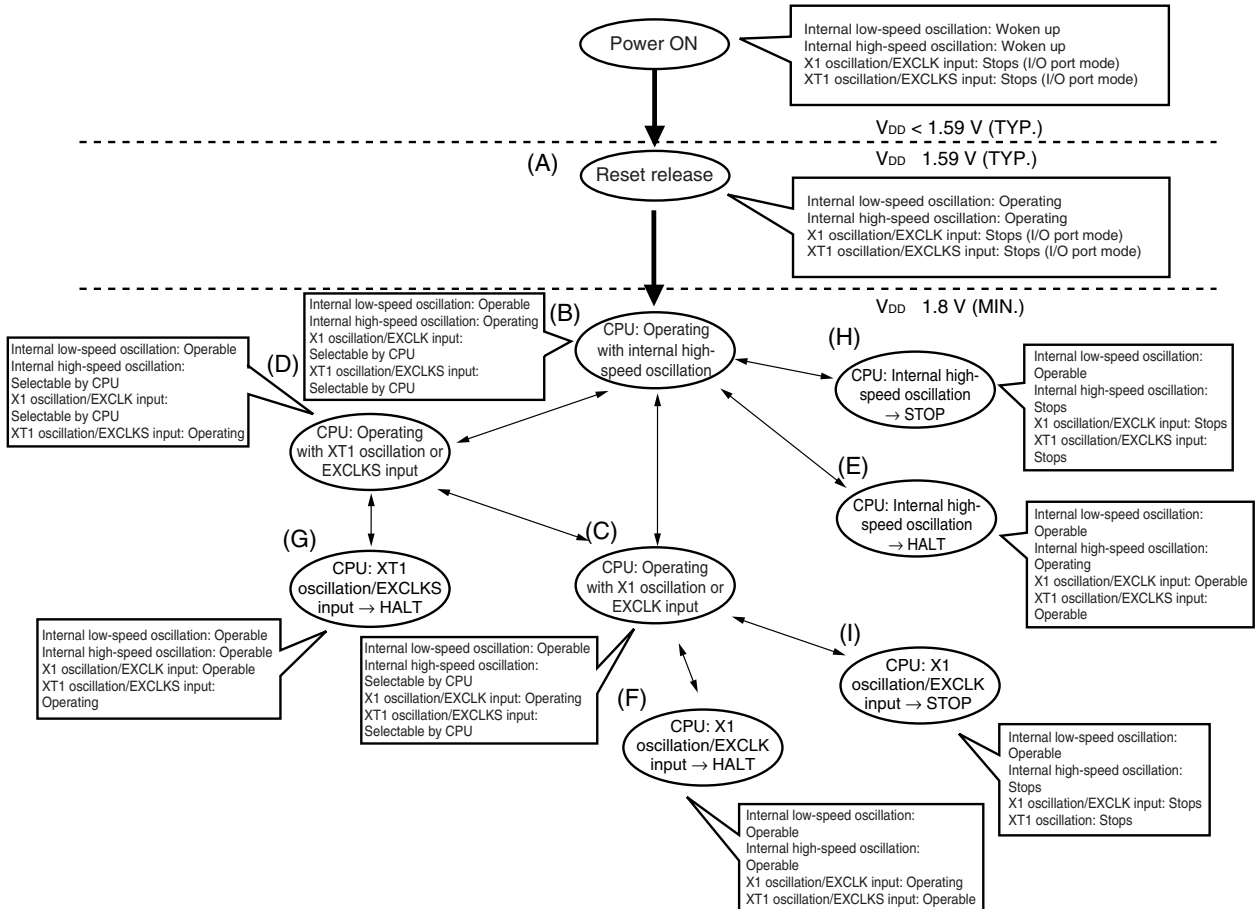 Power ON
Internal low-speed oscillation: Woken up
Internal high-speed oscillation: Woken up
X1 oscillation/EXCLK input: Stops (I/O port mode)
XT1 oscillation/EXCLKS input: Stops (I/O port mode)
VDD < 1.59 V (TYP.)
VDD 1.59 V (TYP.)
(A)
Reset release
Internal low-speed oscillation: Operating
Internal high-speed oscillation: Operating
X1 oscillation/EXCLK input: Stops (I/O port mode)
XT1 oscillation/EXCLKS input: Stops (I/O port mode)
VDD 1.8 V (MIN.)
Internal low-speed oscillation: Operable
Internal high-speed oscillation: Operating
X1 oscillation/EXCLK input:
Selectable by CPU
XT1 oscillation/EXCLKS input:
Selectable by CPU
(B)
CPU: Operating
with internal high-
speed oscillation
(H)
CPU: Internal high-
speed oscillation
→ STOP
Internal low-speed oscillation:
Operable
Internal high-speed oscillation:
Stops
X1 oscillation/EXCLK input: Stops
XT1 oscillation/EXCLKS input:
Stops
Internal low-speed oscillation: Operable
Internal high-speed oscillation:
Selectable by CPU
X1 oscillation/EXCLK input:
Selectable by CPU
XT1 oscillation/EXCLKS input: Operating
(D)
CPU: Operating
with XT1 oscillation or
EXCLKS input
(E)
CPU: Internal high-
speed oscillation
→ HALT
Internal low-speed oscillation:
Operable
Internal high-speed oscillation:
Operating
X1 oscillation/EXCLK input: Operable
XT1 oscillation/EXCLKS input:
Operable
(G)
CPU: XT1
oscillation/EXCLKS
input → HALT
Internal low-speed oscillation: Operable
Internal high-speed oscillation: Operable
X1 oscillation/EXCLK input: Operable
XT1 oscillation/EXCLKS input:
Operating
(C)
CPU: Operating
with X1 oscillation or
EXCLK input
Internal low-speed oscillation: Operable
Internal high-speed oscillation:
Selectable by CPU
X1 oscillation/EXCLK input: Operating
XT1 oscillation/EXCLKS input:
Selectable by CPU
(I)
CPU: X1
oscillation/EXCLK
input → STOP
Internal low-speed oscillation:
Operable
Internal high-speed oscillation:
Stops
X1 oscillation/EXCLK input: Stops
XT1 oscillation: Stops
(F)
CPU: X1
oscillation/EXCLK
input → HALT
Internal low-speed oscillation:
Operable
Internal high-speed oscillation:
Operable
X1 oscillation/EXCLK input: Operating
XT1 oscillation/EXCLKS input: Operable